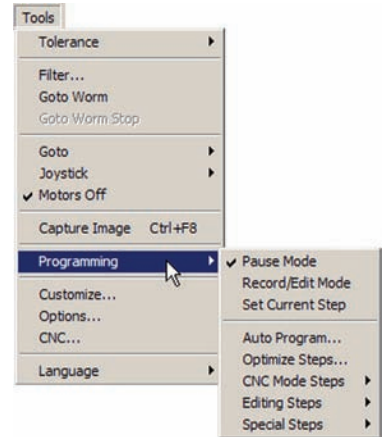 Tools
Tolerance
Filter...
Goto Worm
Goto Worm Stop
Goto
Joystick
Motors Off
Capture Image Ctrl+F8
Programming
Customize...
Options...
CNC...
Language
Pause Mode
Record/Edit Mode
Set Current Step
Auto Program...
Optimize Steps...
CNC Mode Steps
Editing Steps
Special Steps